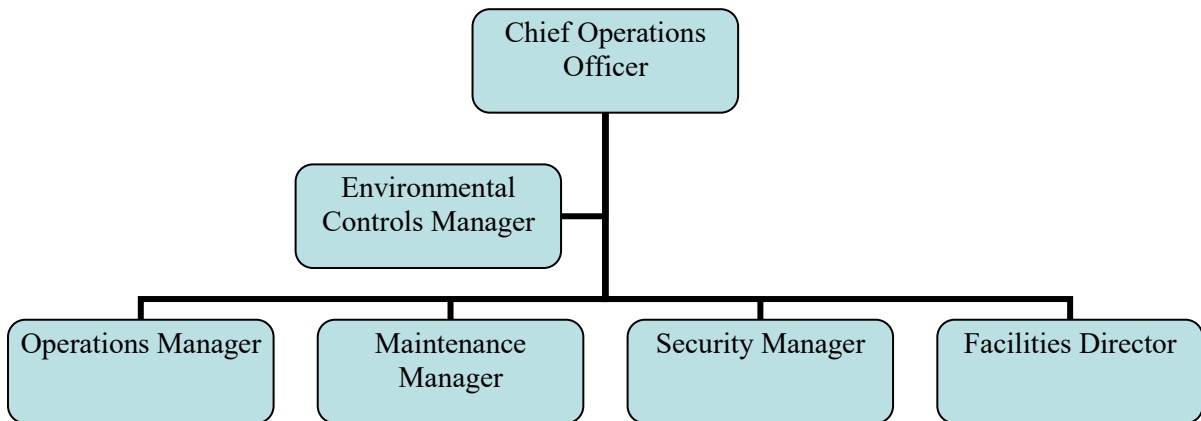 Chief Operations
Officer
Environmental
Controls Manager
Operations Manager
Maintenance
Manager
Security Manager
Facilities Director